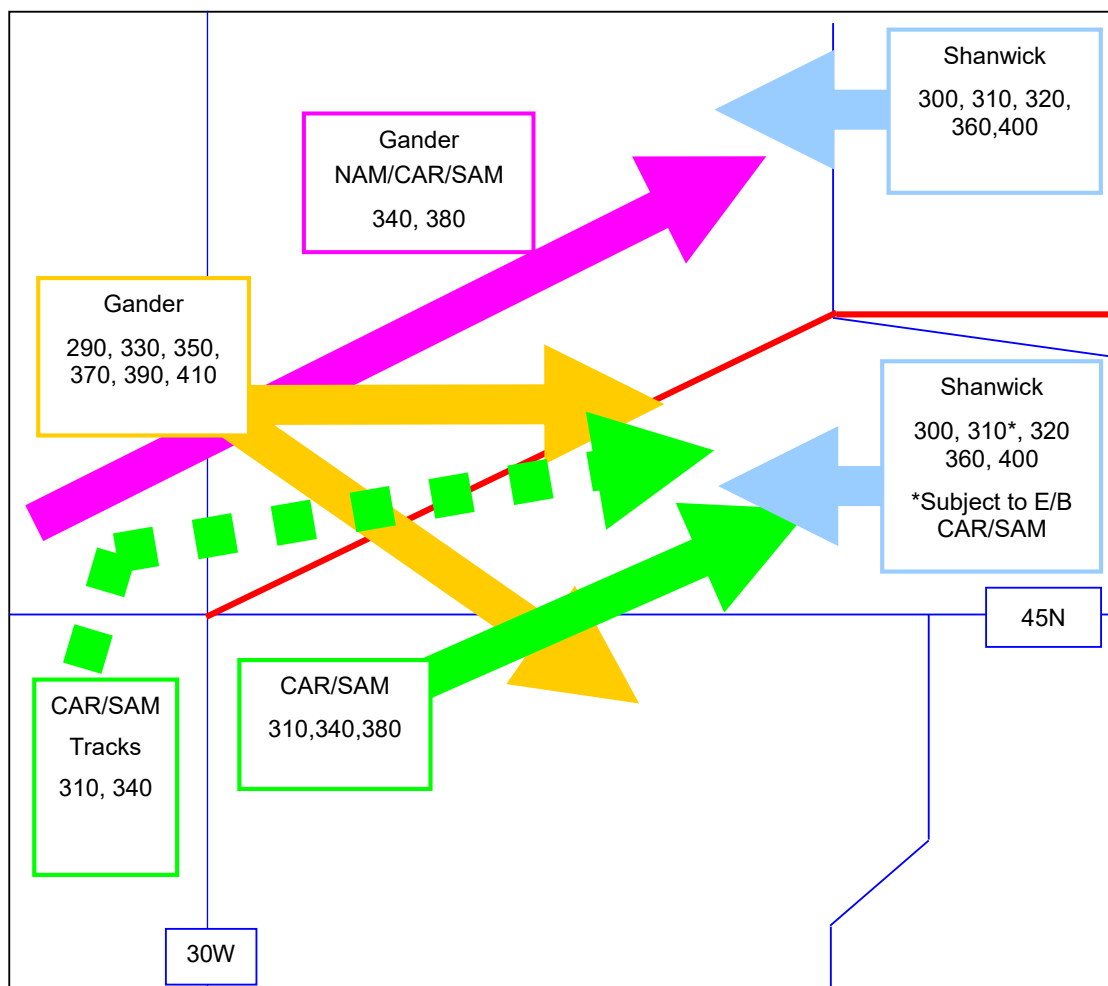 Shanwick
300, 310, 320,
360,400
Gander
NAM/CAR/SAM
340, 380
Gander
290, 330, 350,
370, 390, 410
Shanwick
300, 310*, 320
360, 400
*Subject to E/B
CAR/SAM
45N
CAR/SAM
310,340,380
CAR/SAM
Tracks
310, 340
30W